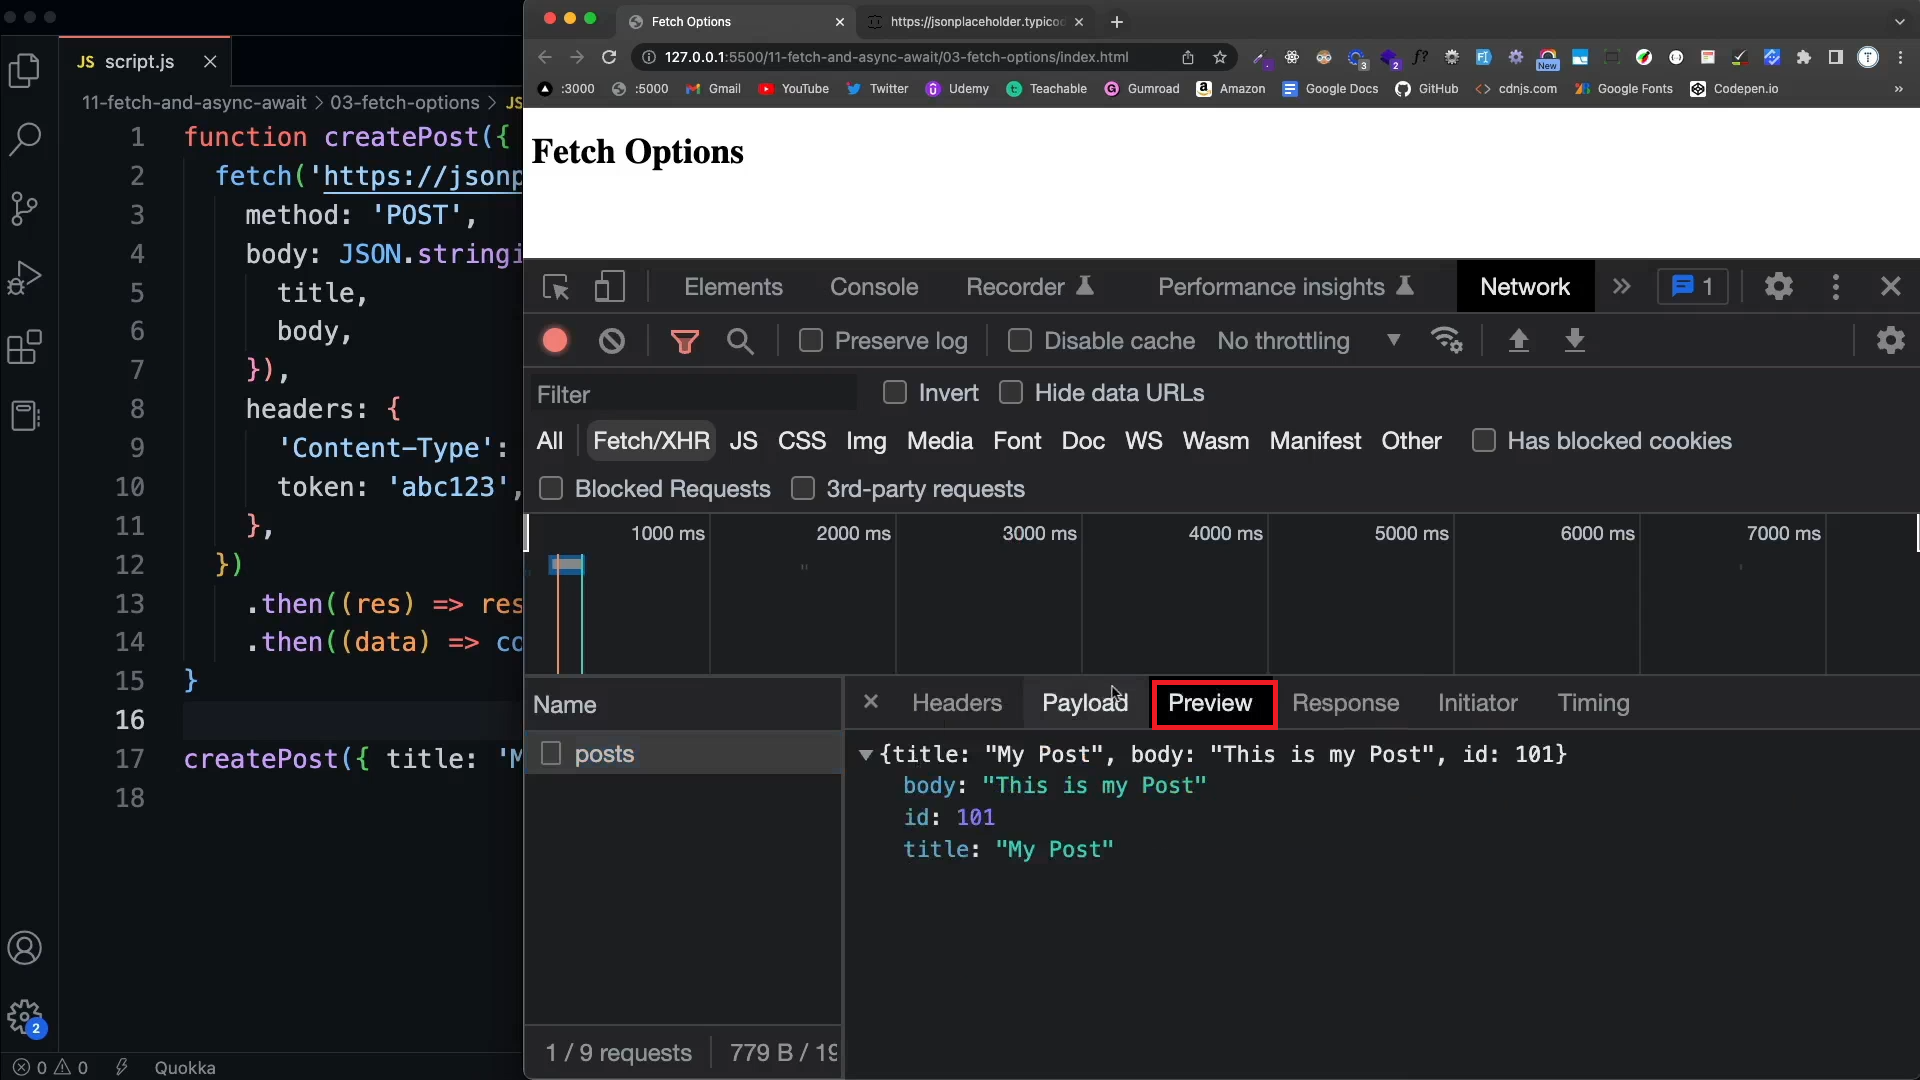 JS script.js
11-fetch-and-async-await > 03-fetch-options > JS
1 function createPost({
2 fetch('https://jsonp
3 method: 'POST',
4 body: JSON.stringi
5 title,
6 body,
7 }),
8 headers: {
9 'Content-Type':
10 token: 'abc123',
11 },
12 })
13 .then((res) => res
14 .then((data) => co
15 }
16
17 createPost({ title: 'M
18
2
0 0 Quokka
Fetch Options
https://jsonplaceholder.typicod
127.0.0.1:5500/11-fetch-and-async-await/03-fetch-options/index.html
3 2 f? New T
:3000 :5000 Gmail YouTube Twitter Udemy Teachable Gumroad Amazon Google Docs GitHub cdnjs.com Google Fonts Codepen.io »
Fetch Options
Elements Console Recorder Performance insights Network » 1
Preserve log Disable cache No throttling
Filter Invert Hide data URLs
All Fetch/XHR JS CSS Img Media Font Doc WS Wasm Manifest Other Has blocked cookies
Blocked Requests 3rd-party requests
1000 ms 2000 ms 3000 ms 4000 ms 5000 ms 6000 ms 7000 ms
Name
posts
1 / 9 requests 779 B / 19
Headers Payload Preview Response Initiator Timing
{title: "My Post", body: "This is my Post", id: 101}
body: "This is my Post"
id: 101
title: "My Post"